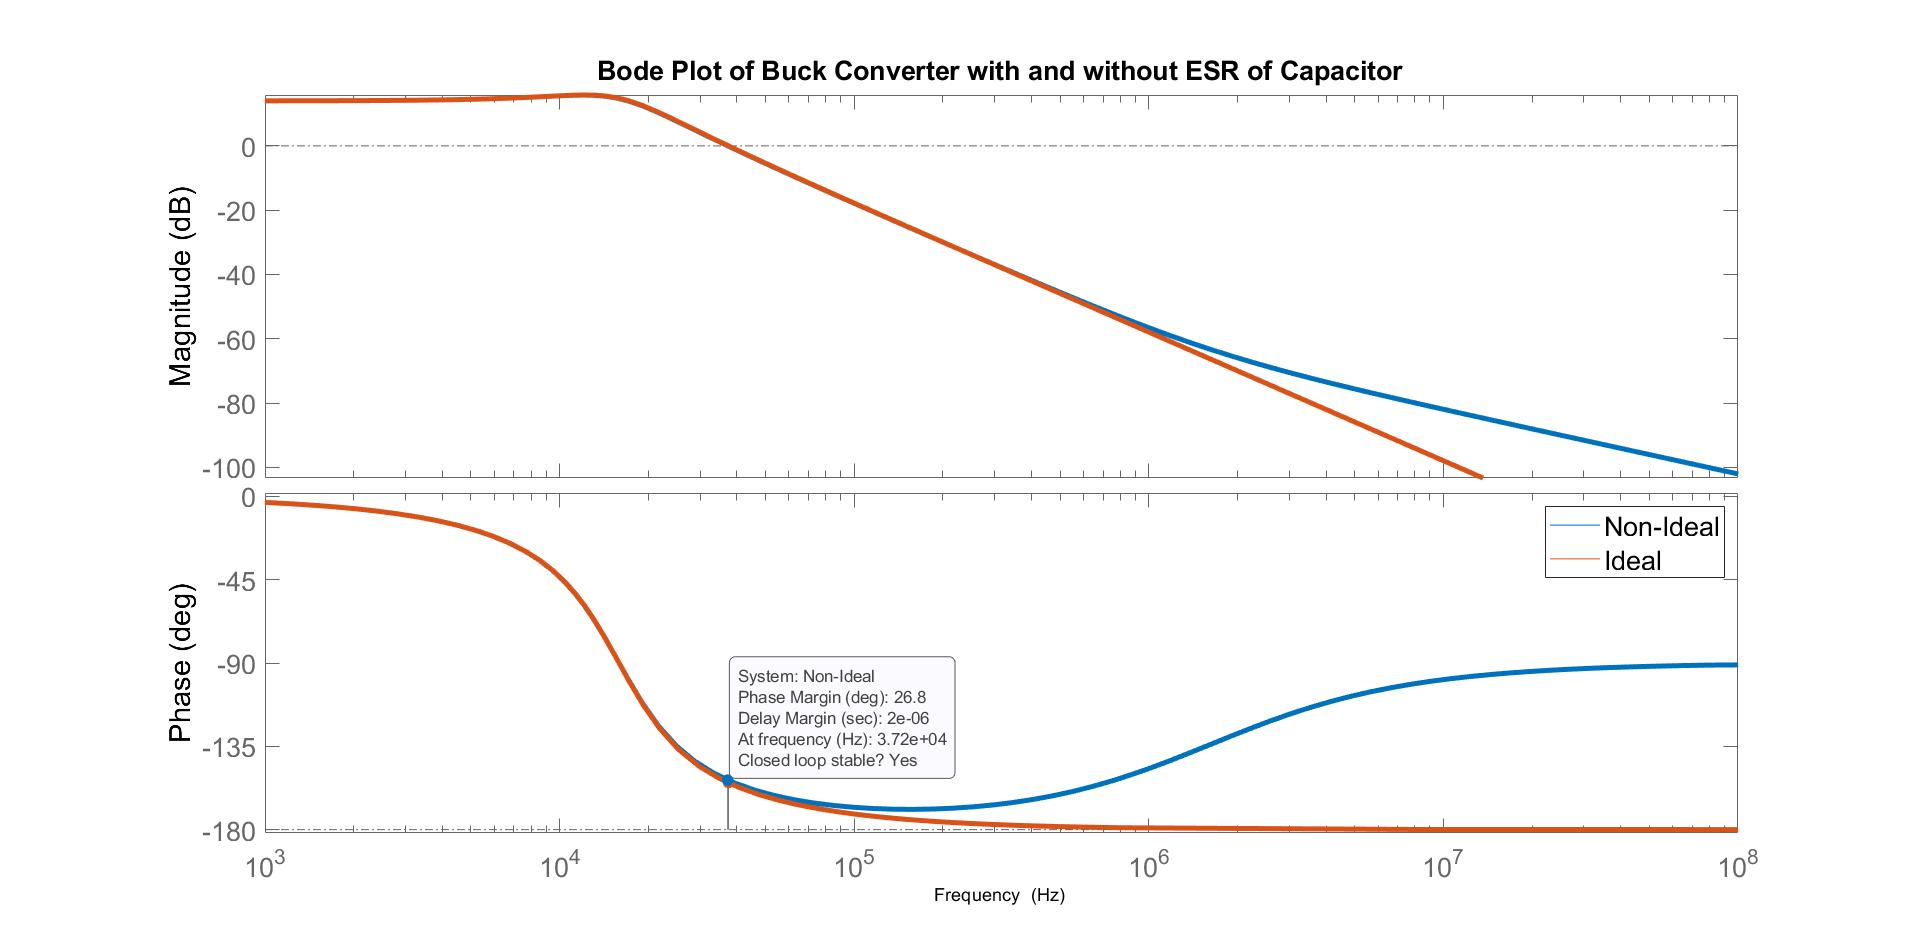 Bode Plot of Buck Converter with and without ESR of Capacitor
Magnitude (dB)
0
-20
-40
-60
-80
-100
Phase (deg)
0
-45
-90
-135
-180
Non-Ideal
Ideal
System: Non-Ideal
Phase Margin (deg): 26.8
Delay Margin (sec): 2e-06
At frequency (Hz): 3.72e+04
Closed loop stable? Yes
10³ 10⁴ 10⁵ 10⁶ 10⁷ 10⁸
Frequency (Hz)